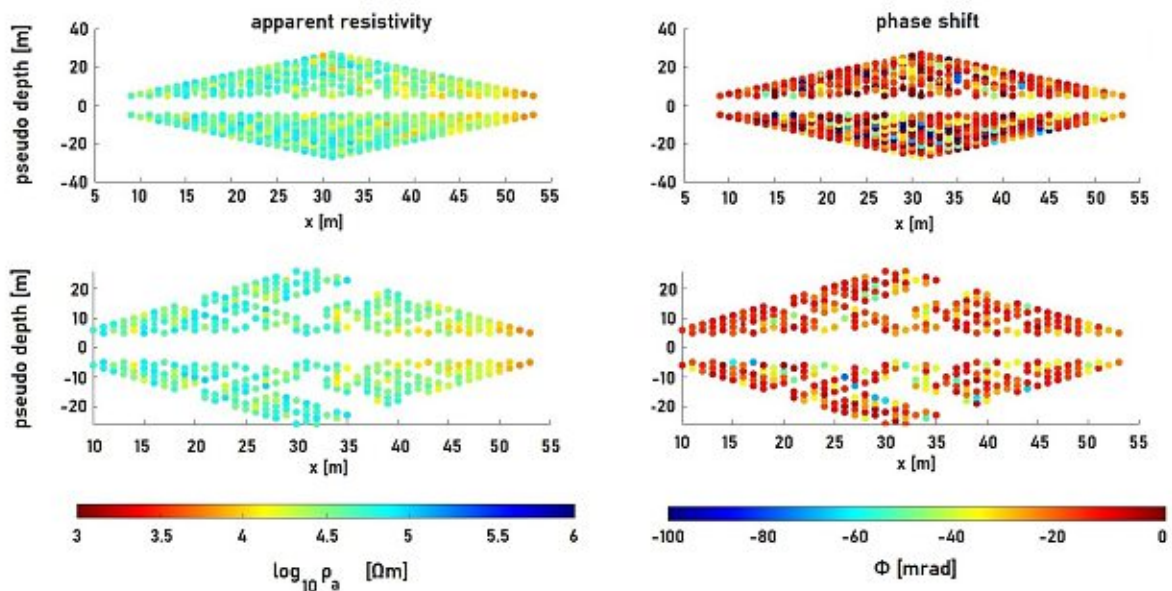 apparent resistivity
phase shift
pseudo depth [m]
40
20
0
-20
-40
5 10 15 20 25 30 35 40 45 50 55
x [m]
40
20
0
-20
-40
5 10 15 20 25 30 35 40 45 50 55
x [m]
pseudo depth [m]
20
10
0
-10
-20
10 15 20 25 30 35 40 45 50 55
x [m]
20
10
0
-10
-20
10 15 20 25 30 35 40 45 50 55
x [m]
3 3.5 4 4.5 5 5.5 6
log10 ρa [Ωm]
-100 -80 -60 -40 -20 0
Φ [mrad]